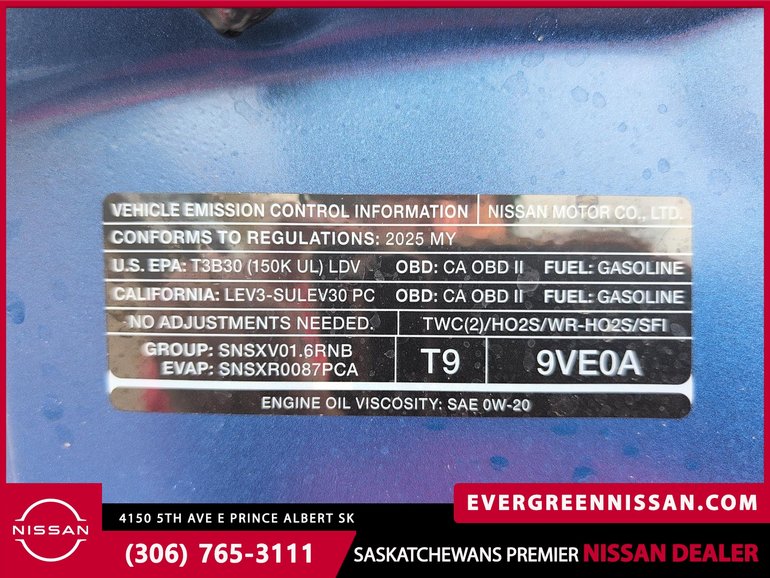 VEHICLE EMISSION CONTROL INFORMATION NISSAN MOTOR CO., LTD.
CONFORMS TO REGULATIONS: 2025 MY
U.S. EPA: T3B30 (150K UL) LDV OBD: CA OBD II FUEL: GASOLINE
CALIFORNIA: LEV3-SULEV30 PC OBD: CA OBD II FUEL: GASOLINE
NO ADJUSTMENTS NEEDED. TWC(2)/HO2S/WR-HO2S/SFI
GROUP: SNSXV01.6RNB
EVAP: SNSXR0087PCA
T9
9VE0A
ENGINE OIL VISCOSITY: SAE 0W-20
NISSAN
4150 5TH AVE E PRINCE ALBERT SK
(306) 765-3111
EVERGREENNISSAN.COM
SASKATCHEWANS PREMIER NISSAN DEALER